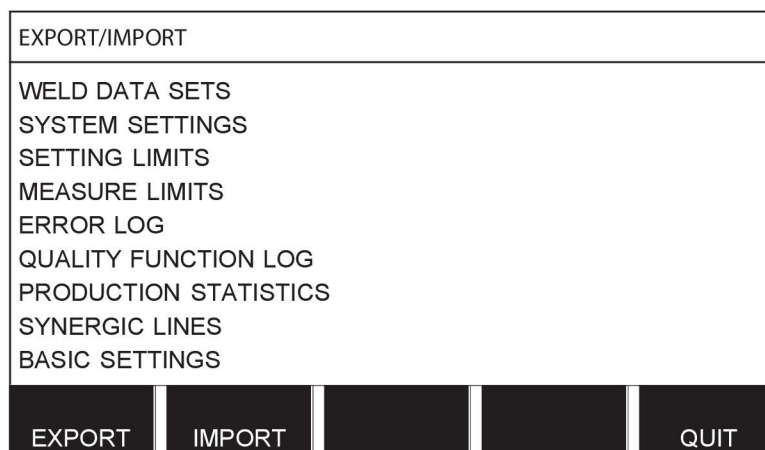 EXPORT/IMPORT
WELD DATA SETS
SYSTEM SETTINGS
SETTING LIMITS
MEASURE LIMITS
ERROR LOG
QUALITY FUNCTION LOG
PRODUCTION STATISTICS
SYNERGIC LINES
BASIC SETTINGS
EXPORT IMPORT QUIT